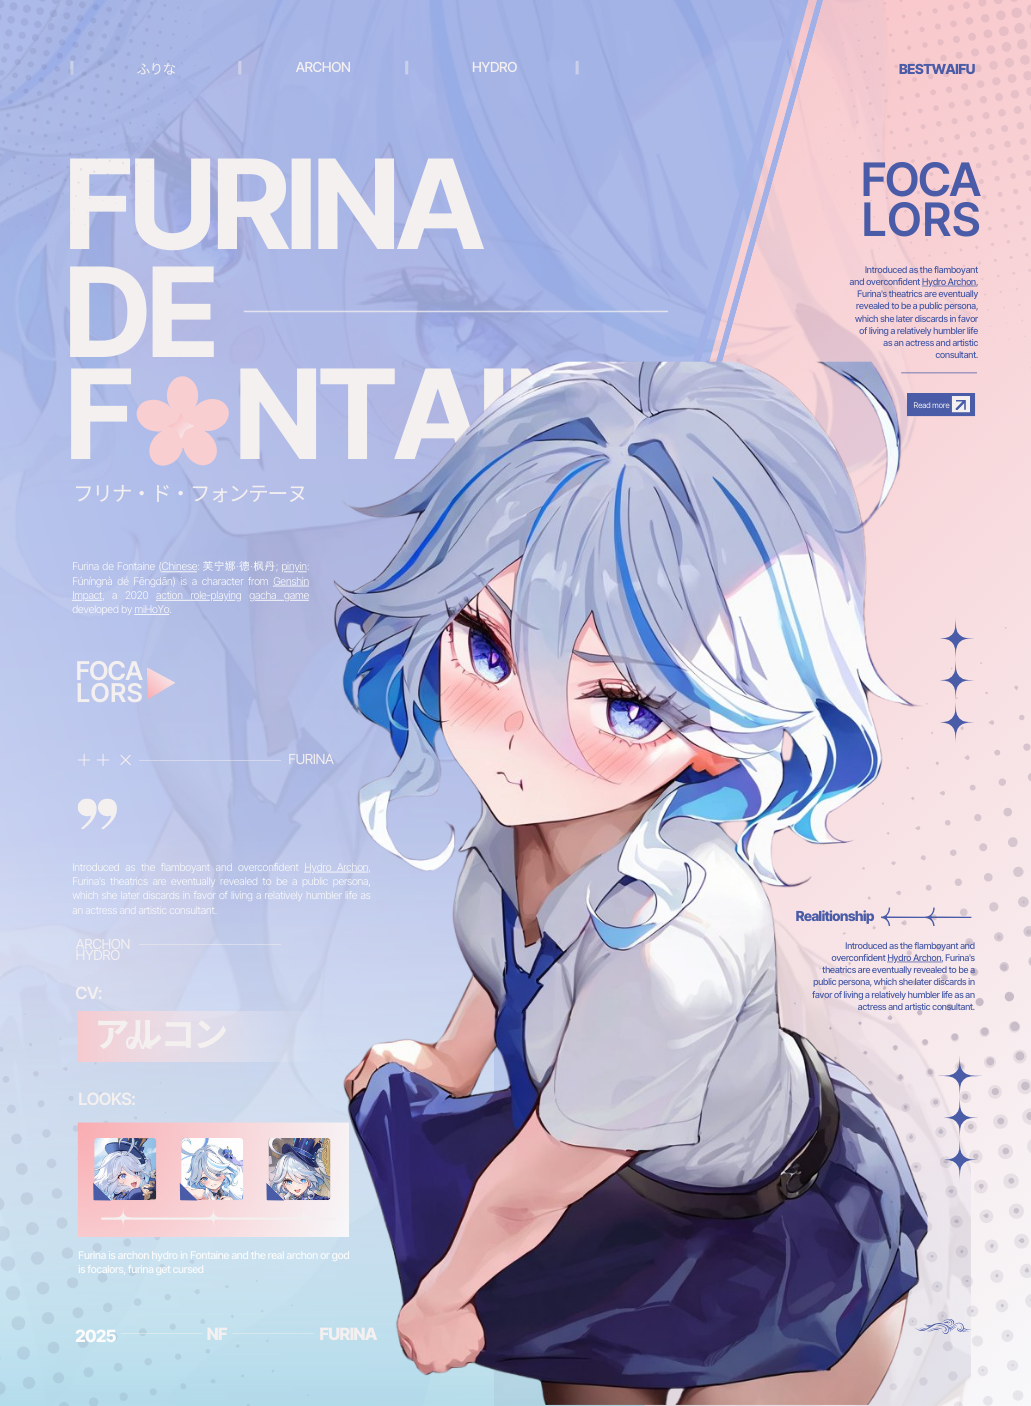 ふりな
ARCHON
HYDRO
BESTWAIFU
FURINA
DE
F NTAIN
フリナ・ド・フォンテーヌ
FOCA
LORS
Introduced as the flamboyant
and overconfident Hydro Archon,
Furina's theatrics are eventually
revealed to be a public persona,
which she later discards in favor
of living a relatively humbler life
as an actress and artistic
consultant.
Read more
Furina de Fontaine (Chinese: 芙宁娜·德·枫丹; pinyin:
Fúníngnà dé Fēngdān) is a character from Genshin
Impact, a 2020 action role-playing gacha game
developed by miHoYo.
FOCA
LORS
++ × FURINA
❞
Introduced as the flamboyant and overconfident Hydro Archon,
Furina's theatrics are eventually revealed to be a public persona,
which she later discards in favor of living a relatively humbler life as
an actress and artistic consultant.
ARCHON
HYDRO
CV:
アルコン
LOOKS:
Furina is archon hydro in Fontaine and the real archon or god
is focalors, furina get cursed
2025
NF
FURINA
Realitionship
Introduced as the flamboyant and
overconfident Hydro Archon, Furina's
theatrics are eventually revealed to be a
public persona, which she later discards in
favor of living a relatively humbler life as an
actress and artistic consultant.